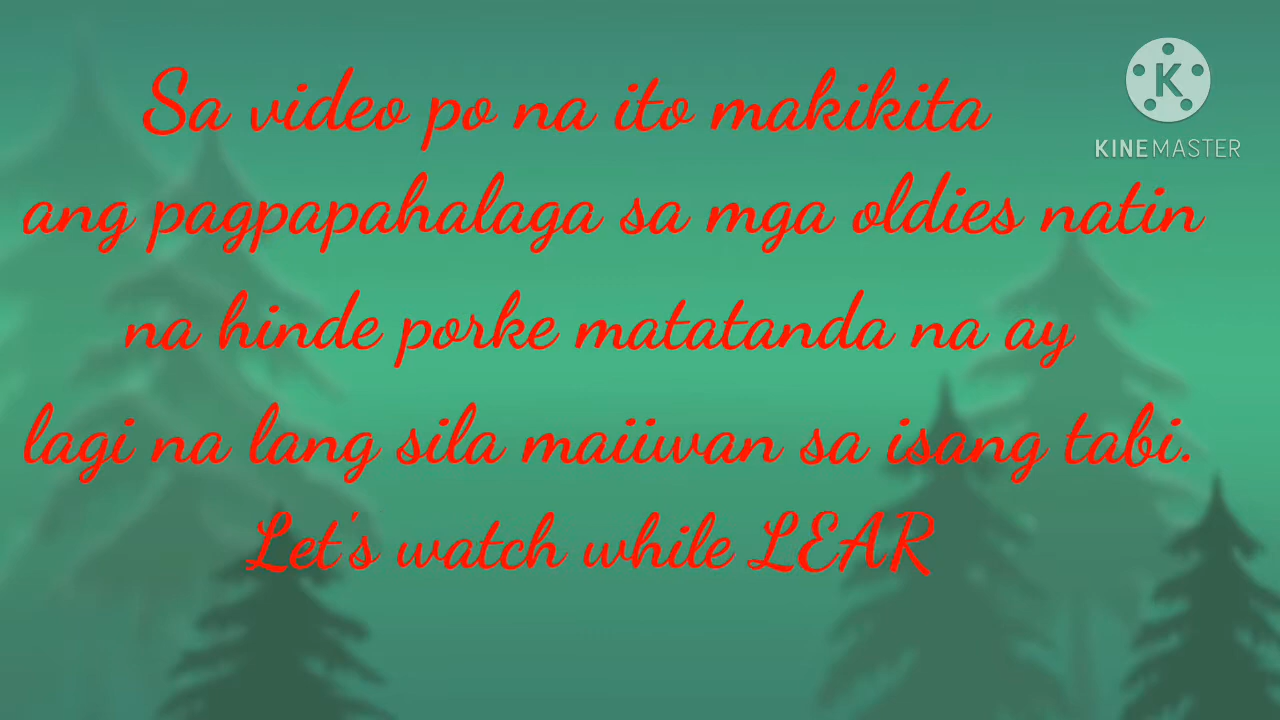 Sa video po na ito makikita
ang pagpapahalaga sa mga oldies natin
na hinde porke matatanda na ay
lagi na lang sila maiiwan sa isang tabi.
Let's watch while LEAR
K
KINEMASTER